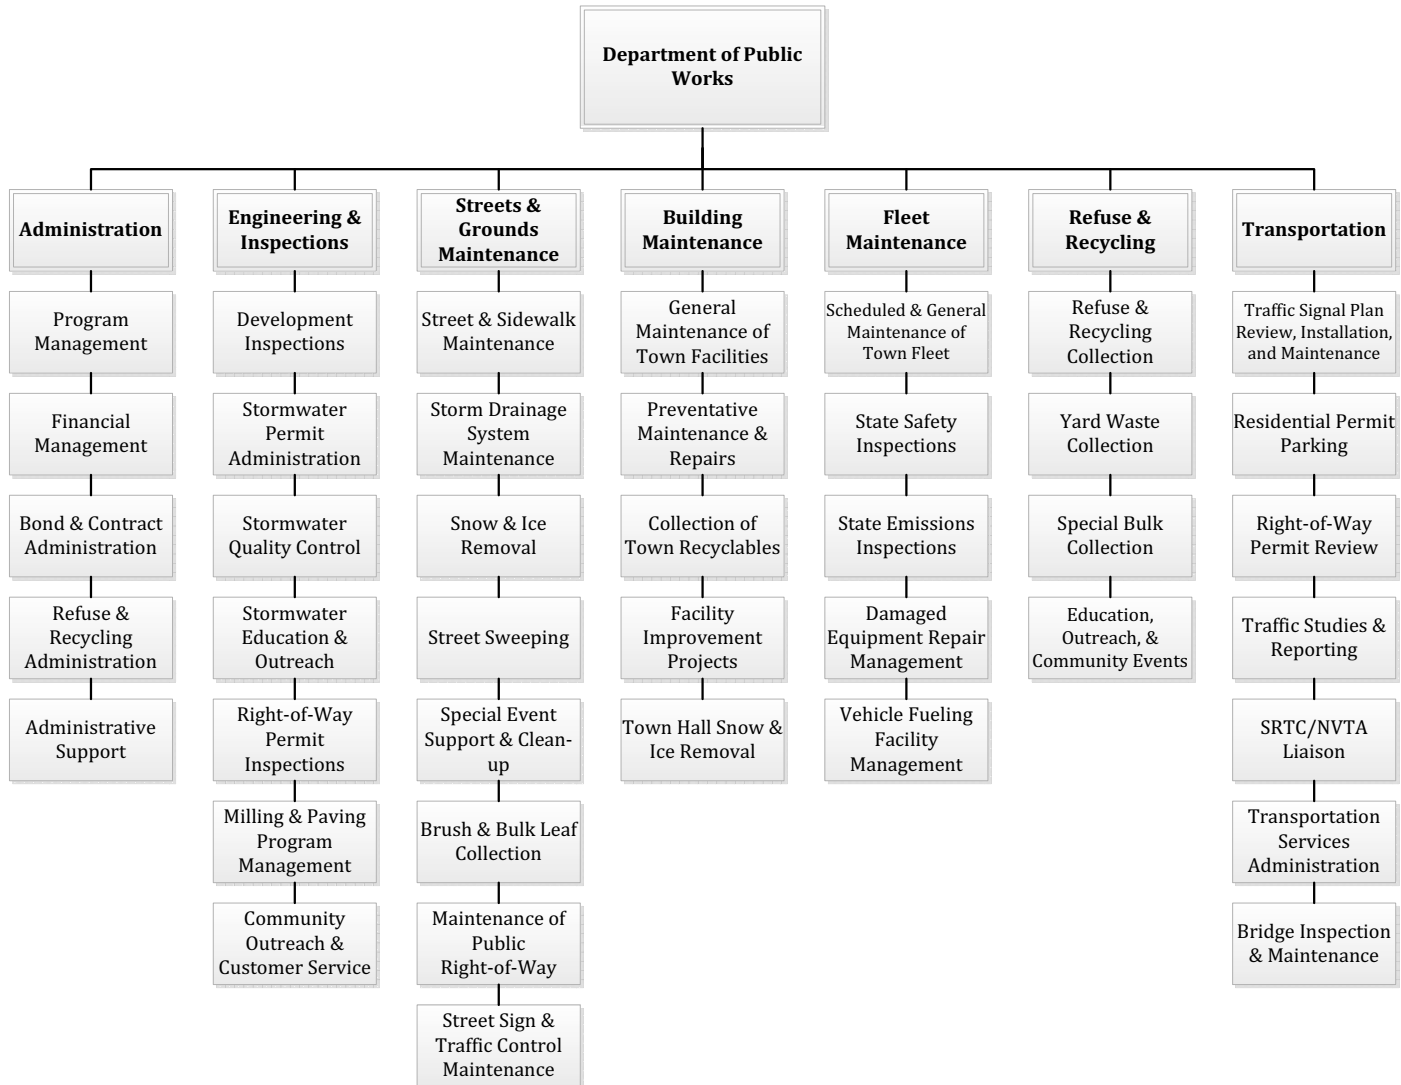 Department of Public
Works
Administration
Program
Management
Financial
Management
Bond & Contract
Administration
Refuse &
Recycling
Administration
Administrative
Support
Engineering &
Inspections
Development
Inspections
Stormwater
Permit
Administration
Stormwater
Quality Control
Stormwater
Education &
Outreach
Right-of-Way
Permit
Inspections
Milling & Paving
Program
Management
Community
Outreach &
Customer Service
Streets &
Grounds
Maintenance
Street & Sidewalk
Maintenance
Storm Drainage
System
Maintenance
Snow & Ice
Removal
Street Sweeping
Special Event
Support & Clean-
up
Brush & Bulk Leaf
Collection
Maintenance of
Public
Right-of-Way
Street Sign &
Traffic Control
Maintenance
Building
Maintenance
General
Maintenance of
Town Facilities
Preventative
Maintenance &
Repairs
Collection of
Town Recyclables
Facility
Improvement
Projects
Town Hall Snow &
Ice Removal
Fleet
Maintenance
Scheduled & General
Maintenance of
Town Fleet
State Safety
Inspections
State Emissions
Inspections
Damaged
Equipment Repair
Management
Vehicle Fueling
Facility
Management
Refuse &
Recycling
Refuse &
Recycling
Collection
Yard Waste
Collection
Special Bulk
Collection
Education,
Outreach, &
Community Events
Transportation
Traffic Signal Plan
Review, Installation,
and Maintenance
Residential Permit
Parking
Right-of-Way
Permit Review
Traffic Studies &
Reporting
SRTC/NVTA
Liaison
Transportation
Services
Administration
Bridge Inspection
& Maintenance